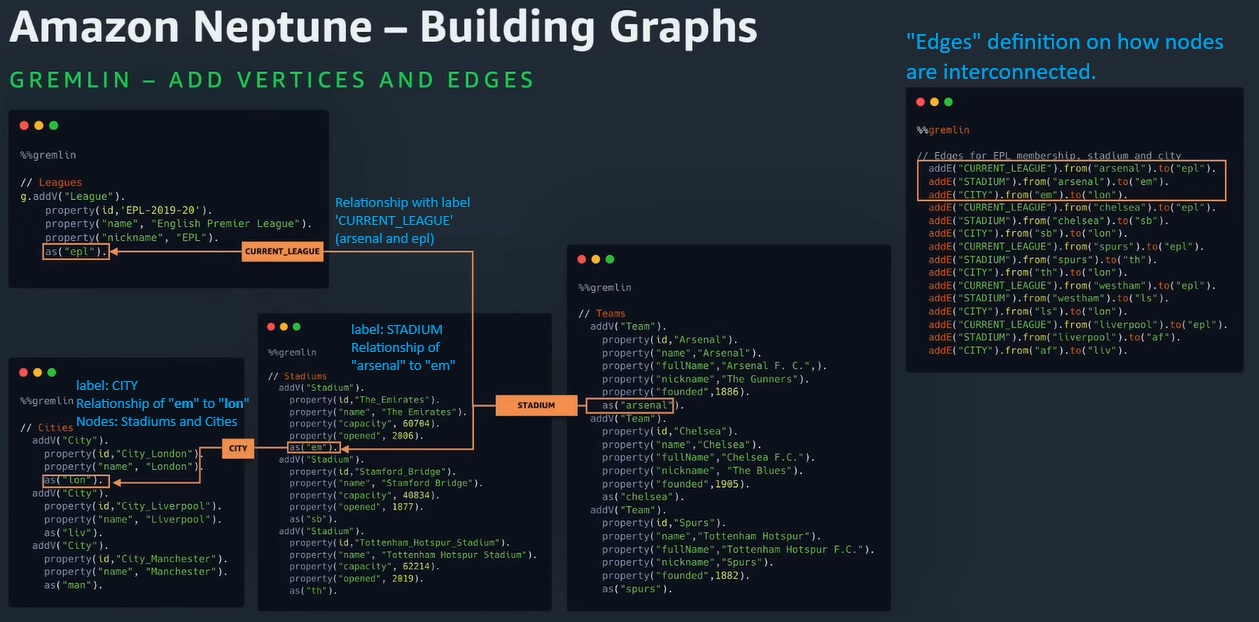 Amazon Neptune – Building Graphs
GREMLIN – ADD VERTICES AND EDGES
"Edges" definition on how nodes
are interconnected.
%%gremlin
// Leagues
g.addV("League").
property(id,'EPL-2019-20').
property("name", "English Premier League").
property("nickname", "EPL").
as("epl").
CURRENT_LEAGUE
Relationship with label
'CURRENT_LEAGUE'
(arsenal and epl)
%%gremlin
// Cities
addV("City").
property(id,"City_London").
property("name", "London").
as("lon").
addV("City").
property(id,"City_Liverpool").
property("name", "Liverpool").
as("liv").
addV("City").
property(id,"City_Manchester").
property("name", "Manchester").
as("man").
label: CITY
Relationship of "em" to "lon"
Nodes: Stadiums and Cities
CITY
%%gremlin
// Stadiums
addV("Stadium").
property(id,"The_Emirates").
property("name", "The Emirates").
property("capacity", 60704).
property("opened", 2006).
as("em").
addV("Stadium").
property(id,"Stamford_Bridge").
property("name", "Stamford Bridge").
property("capacity", 40834).
property("opened", 1877).
as("sb").
addV("Stadium").
property(id,"Tottenham_Hotspur_Stadium").
property("name", "Tottenham Hotspur Stadium").
property("capacity", 62214).
property("opened", 2019).
as("th").
label: STADIUM
Relationship of
"arsenal" to "em"
STADIUM
%%gremlin
// Teams
addV("Team").
property(id,"Arsenal").
property("name","Arsenal").
property("fullName","Arsenal F. C.",).
property("nickname","The Gunners").
property("founded",1886).
as("arsenal").
addV("Team").
property(id,"Chelsea").
property("name","Chelsea").
property("fullName","Chelsea F.C.").
property("nickname", "The Blues").
property("founded",1905).
as("chelsea").
addV("Team").
property(id,"Spurs").
property("name","Tottenham Hotspur").
property("fullName","Tottenham Hotspur F.C.").
property("nickname","Spurs").
property("founded",1882).
as("spurs").
%%gremlin
// Edges for EPL membership, stadium and city
addE("CURRENT_LEAGUE").from("arsenal").to("epl").
addE("STADIUM").from("arsenal").to("em").
addE("CITY").from("em").to("lon").
addE("CURRENT_LEAGUE").from("chelsea").to("epl").
addE("STADIUM").from("chelsea").to("sb").
addE("CITY").from("sb").to("lon").
addE("CURRENT_LEAGUE").from("spurs").to("epl").
addE("STADIUM").from("spurs").to("th").
addE("CITY").from("th").to("lon").
addE("CURRENT_LEAGUE").from("westham").to("epl").
addE("STADIUM").from("westham").to("ls").
addE("CITY").from("ls").to("lon").
addE("CURRENT_LEAGUE").from("liverpool").to("epl").
addE("STADIUM").from("liverpool").to("af").
addE("CITY").from("af").to("liv").